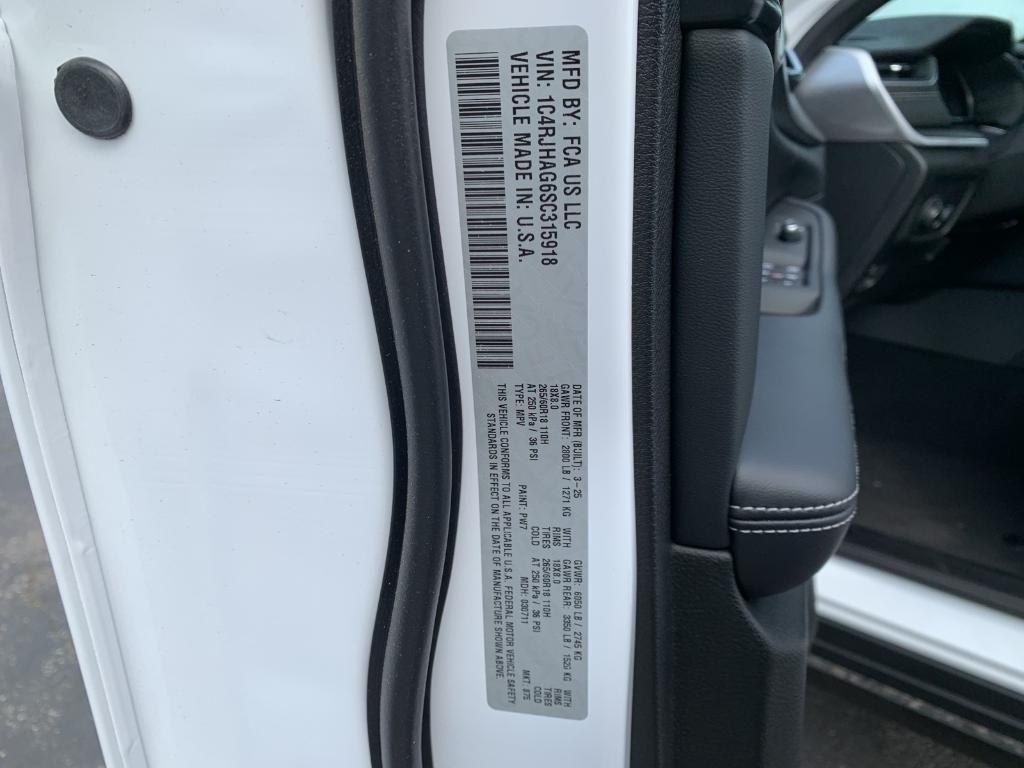 MFD BY: FCA US LLC
VIN: 1C4RJHAG6SC315918
VEHICLE MADE IN: U.S.A.
DATE OF MFR (BUILT): 3-25 GVWR: 6050 LB / 2745 KG
GAWR FRONT: 2800 LB / 1271 KG WITH GAWR REAR: 3350 LB / 1520 KG WITH
18X8.0 RIMS 18X8.0 RIMS
265/60R18 110H TIRES 265/60R18 110H TIRES
AT 250 kPa / 36 PSI COLD AT 250 kPa / 36 PSI COLD
TYPE: MPV PAINT: PW7 MDH: 030711 MKT: 875
THIS VEHICLE CONFORMS TO ALL APPLICABLE U.S.A. FEDERAL MOTOR VEHICLE SAFETY
STANDARDS IN EFFECT ON THE DATE OF MANUFACTURE SHOWN ABOVE.